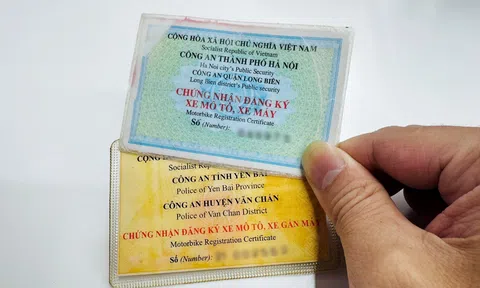 CỘNG HÒA XÃ HỘI CHỦ NGHĨA VIỆT NAM
Socialist Republic of Vietnam
CÔNG AN THÀNH PHỐ HÀ NỘI
Ha Noi city's Public Security
CÔNG AN QUẬN LONG BIÊN
Long Bien district's Public security
CHỨNG NHẬN ĐĂNG KÝ
XE MÔ TÔ, XE MÁY
Motorbike Registration Certificate
Số (Number):
CỘNG
Socialist Republic
CÔNG AN TỈNH YÊN BÁI
Police of Yen Bai Province
CÔNG AN HUYỆN VĂN CHẤN
Police of Van Chan District
CHỨNG NHẬN ĐĂNG KÝ XE MÔ TÔ, XE GẮN MÁY
Motorbike Registration Certificate
Số (Number):